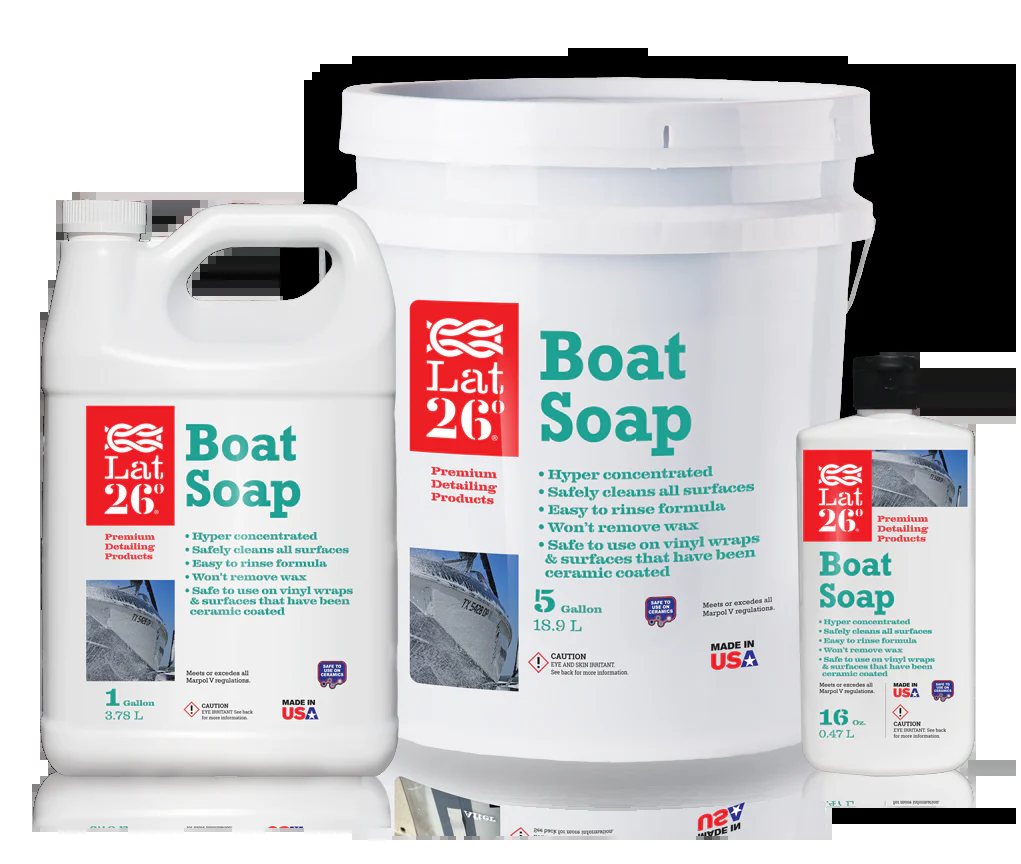 Lat
26°
Premium
Detailing
Products
Boat
Soap
• Hyper concentrated
• Safely cleans all surfaces
• Easy to rinse formula
• Won't remove wax
• Safe to use on vinyl wraps
& surfaces that have been
ceramic coated
Meets or excedes all
Marpol V regulations.
SAFE TO
USE ON
CERAMICS
1 Gallon
3.78 L
CAUTION
EYE IRRITANT. See back
for more information.
MADE IN
USA
Lat
26°
®
Premium
Detailing
Products
Boat
Soap
• Hyper concentrated
• Safely cleans all surfaces
• Easy to rinse formula
• Won't remove wax
• Safe to use on vinyl wraps
& surfaces that have been
ceramic coated
5 Gallon
18.9 L
SAFE TO
USE ON
CERAMICS
Meets or excedes all
Marpol V regulations.
CAUTION
EYE AND SKIN IRRITANT.
See back for more information.
MADE IN
USA
Lat
26°
Premium
Detailing
Products
Boat
Soap
• Hyper concentrated
• Safely cleans all surfaces
• Easy to rinse formula
• Won't remove wax
• Safe to use on vinyl wraps
& surfaces that have been
ceramic coated
Meets or excedes all
Marpol V regulations.
MADE IN
USA
SAFE TO
USE ON
CERAMICS
16 Oz.
0.47 L
CAUTION
EYE IRRITANT. See back
for more information.